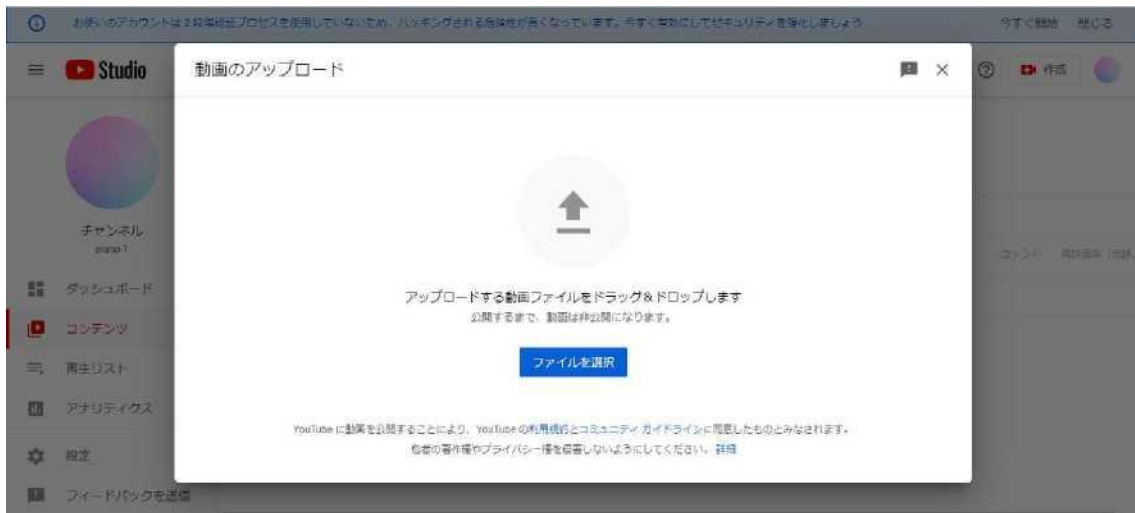 お使いのアカウントは2段階認証プロセスを使用していないため、ハッキングされる危険性が高くなっています。今すぐ有効にしてセキュリティを強化しましょう
今すぐ開始 閉じる
Studio
動画のアップロード
作成
チャンネル
コメント
ダッシュボード
アップロードする動画ファイルをドラッグ&ドロップします
公開するまで、動画は非公開になります。
コンテンツ
ファイルを選択
再生リスト
アナリティクス
YouTube に動画を公開することにより、YouTube の利用規約とコミュニティ ガイドラインに同意したものとみなされます。
他者の著作権やプライバシー権を侵害しないようにしてください。 詳細
設定
フィードバックを送信